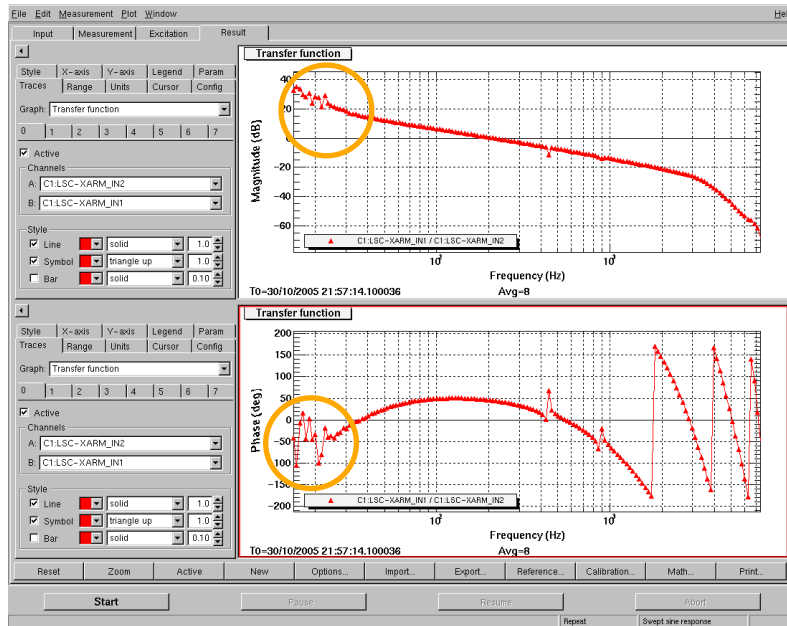 File Edit Measurement Plot Window Hel
Input Measurement Excitation Result
Style X-axis Y-axis Legend Param
Traces Range Units Cursor Config
Graph: Transfer function
0 1 2 3 4 5 6 7
Active
Channels
A: C1:LSC-XARM_IN2
B: C1:LSC-XARM_IN1
Style
Line solid 1.0
Symbol triangle up 1.0
Bar solid 0.10
Transfer function
Magnitude (dB)
40
20
0
-20
-40
-60
C1:LSC-XARM_IN1 / C1:LSC-XARM_IN2
10² 10³
Frequency (Hz)
T0=30/10/2005 21:57:14.100036 Avg=8
Style X-axis Y-axis Legend Param
Traces Range Units Cursor Config
Graph: Transfer function
0 1 2 3 4 5 6 7
Active
Channels
A: C1:LSC-XARM_IN2
B: C1:LSC-XARM_IN1
Style
Line solid 1.0
Symbol triangle up 1.0
Bar solid 0.10
Transfer function
Phase (deg)
200
150
100
50
0
-50
-100
-150
-200
C1:LSC-XARM_IN1 / C1:LSC-XARM_IN2
10² 10³
Frequency (Hz)
T0=30/10/2005 21:57:14.100036 Avg=8
Reset Zoom Active New Options... Import... Export... Reference... Calibration... Math... Print...
Start Pause Resume Abort
Repeat Swept sine response